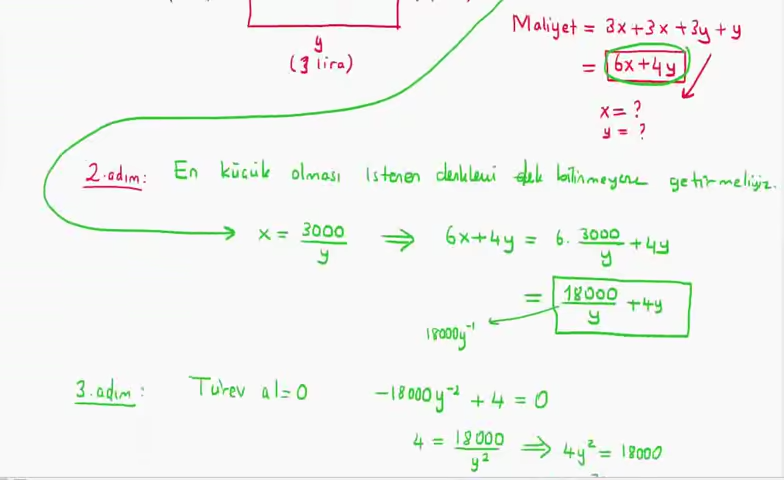 Maliyet = 3x+3x+3y+y
y
(3 lira)
= 6x+4y
x = ?
y = ?
2.adım: En küçük olması istenen denklemi tek bilinmeyene getirmeliyiz.
x = 3000/y ⇒ 6x+4y = 6. 3000/y + 4y
= 18000/y + 4y
18000y⁻¹
3.adım: Türev al=0 -18000y⁻² + 4 = 0
4 = 18000/y² ⇒ 4y² = 18000